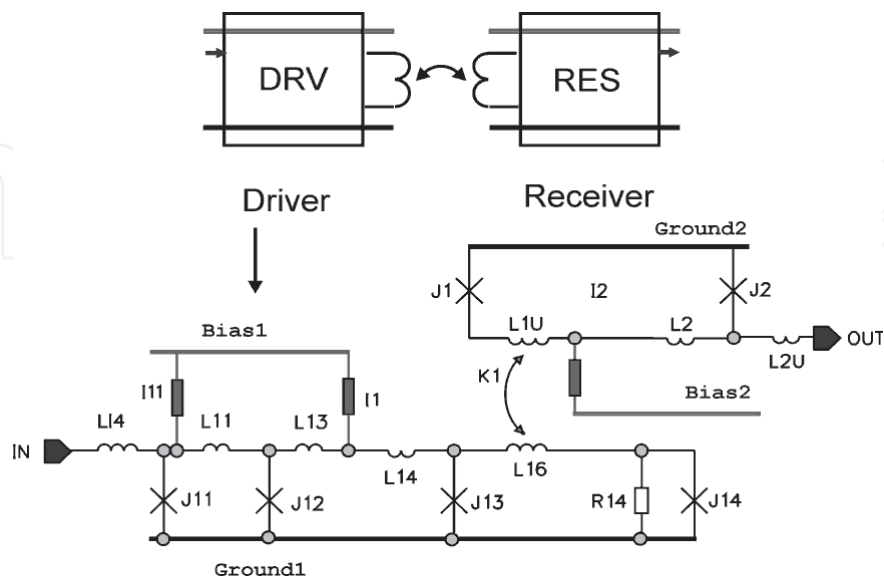 DRV
RES
Driver
Receiver
Ground2
J1
I2
J2
L1U
L2
OUT
L2U
Bias1
K1
Bias2
I11
I1
LI4
L11
L13
IN
L14
L16
J11
J12
J13
R14
J14
Ground1